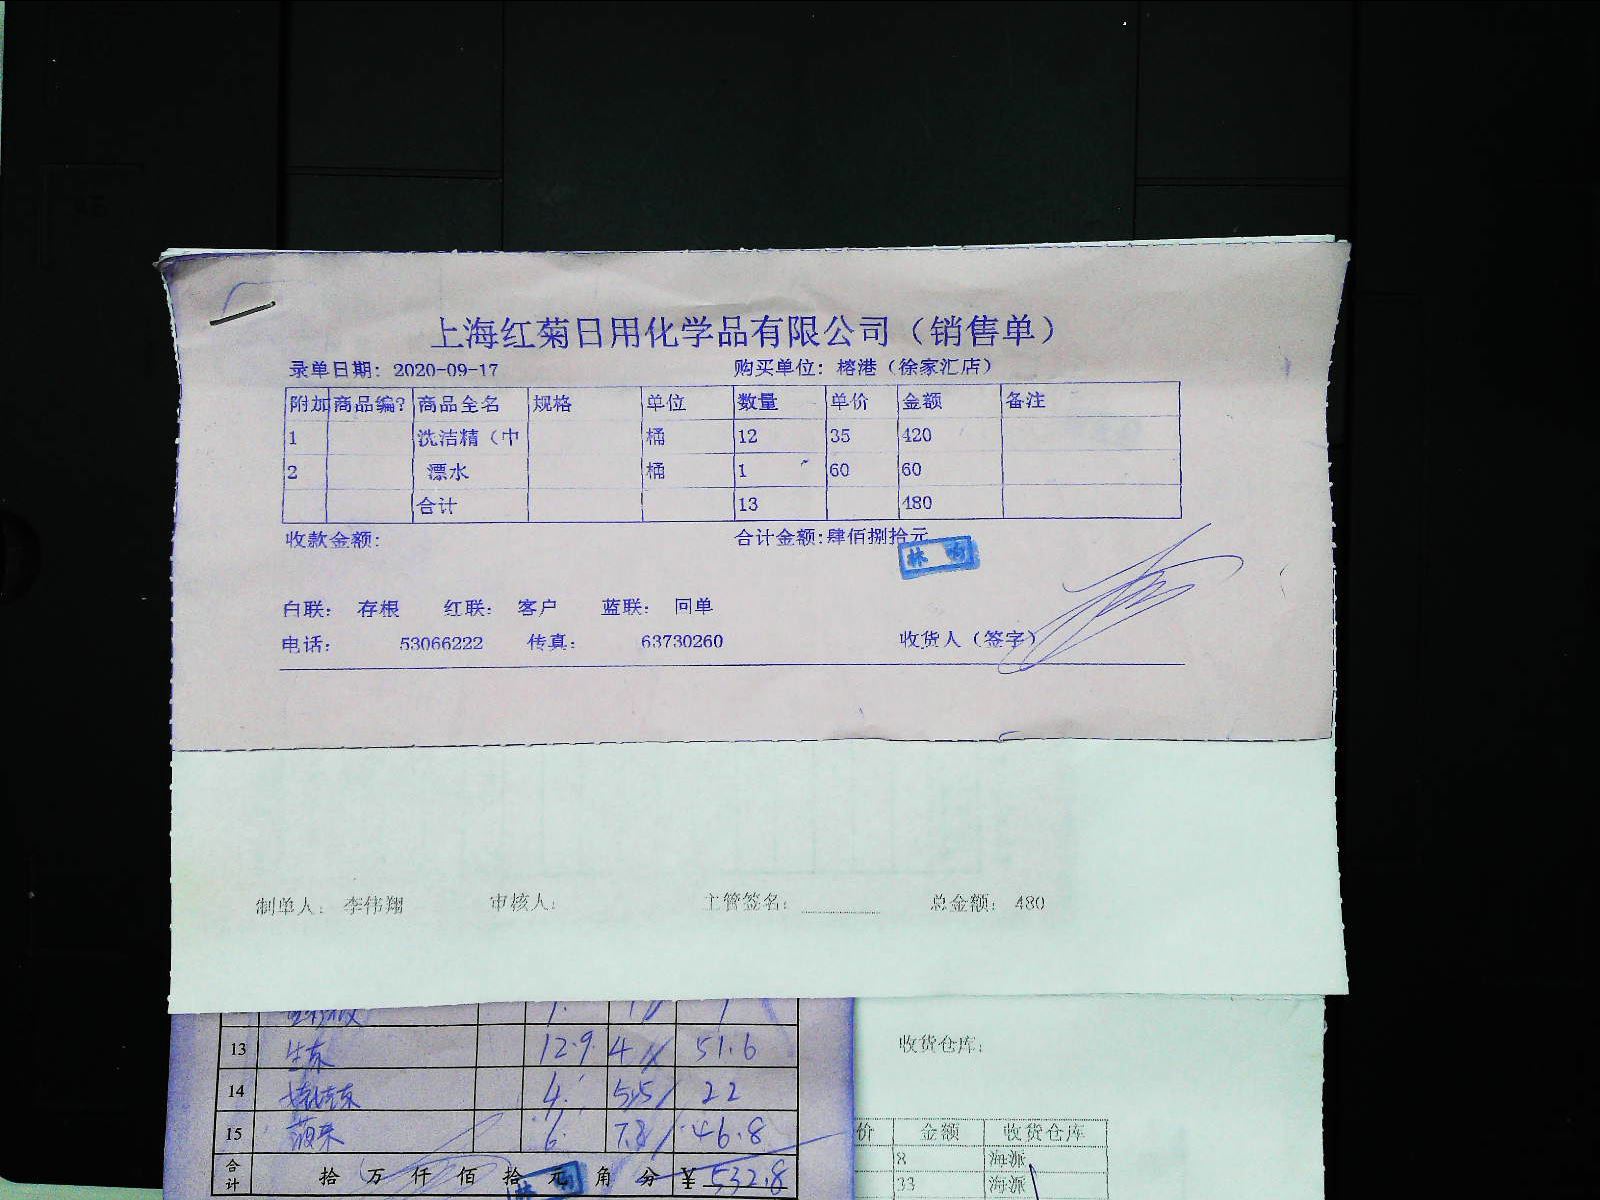 上海红菊日用化学品有限公司（销售单）
录单日期: 2020-09-17 购买单位: 榕港（徐家汇店）
附加 商品编? 商品全名 规格 单位 数量 单价 金额 备注
1 洗洁精（中 桶 12 35 420
2 漂水 桶 1 60 60
合计 13 480
收款金额: 合计金额:肆佰捌拾元
林
白联: 存根 红联: 客户 蓝联: 回单
电话: 53066222 传真: 63730260 收货人（签字）
制单人: 李伟翔 审核人: 主管签名: 总金额: 480
收货仓库:
13 生东 12.9 4 51.6
14 4 5.5 22
15 6 7.8 46.8
合计 拾 万 仟 佰 拾 元 角 分 ¥ 532.8
价 金额 收货仓库
8 海派
33 海派